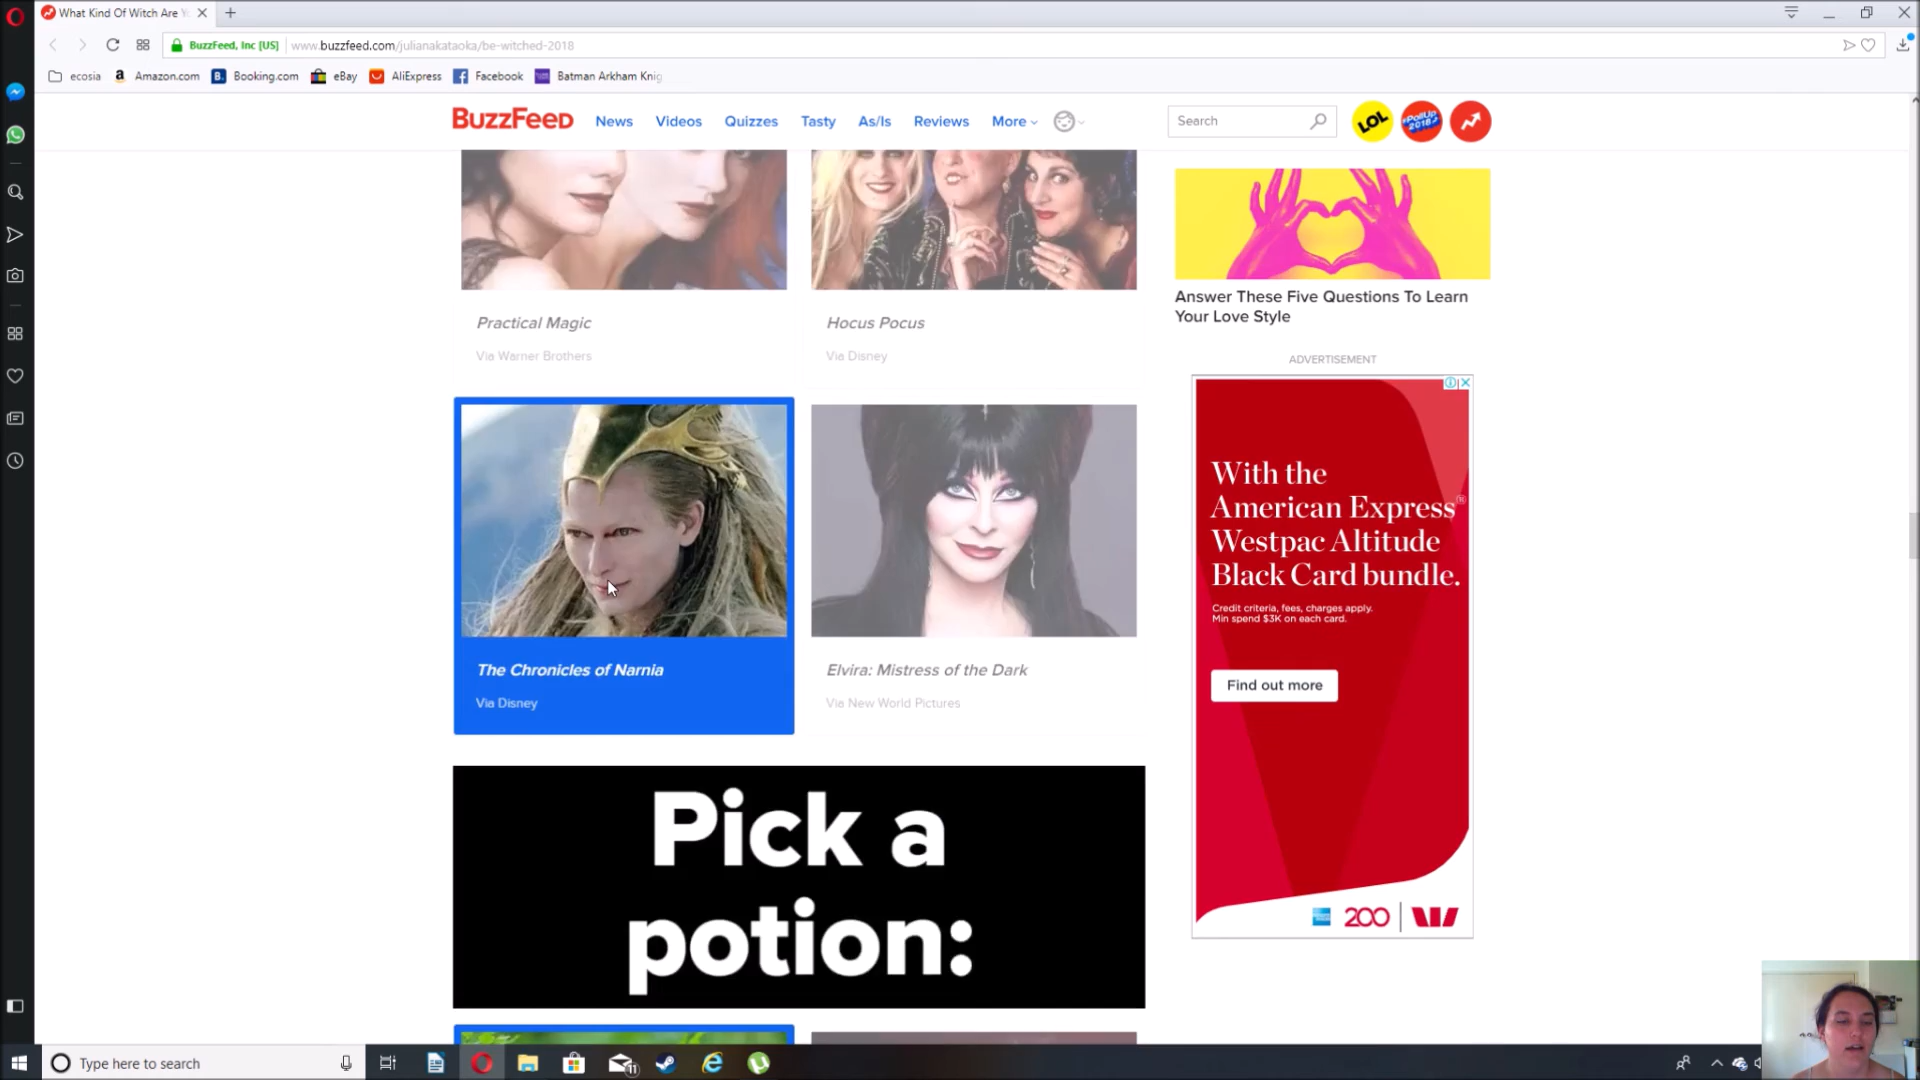 What Kind Of Witch Are Y
BuzzFeed, Inc [US]
www.buzzfeed.com/julianakataoka/be-witched-2018
ecosia
Amazon.com
Booking.com
eBay
AliExpress
Facebook
Batman Arkham Knig
BuzzFeed
News
Videos
Quizzes
Tasty
As/Is
Reviews
More
Search
LOL
#PollUp
2018
Practical Magic
Via Warner Brothers
Hocus Pocus
Via Disney
Answer These Five Questions To Learn
Your Love Style
ADVERTISEMENT
The Chronicles of Narnia
Via Disney
Elvira: Mistress of the Dark
Via New World Pictures
With the
American Express®
Westpac Altitude
Black Card bundle.
Credit criteria, fees, charges apply.
Min spend $3K on each card.
Find out more
200
Pick a
potion:
Type here to search
11